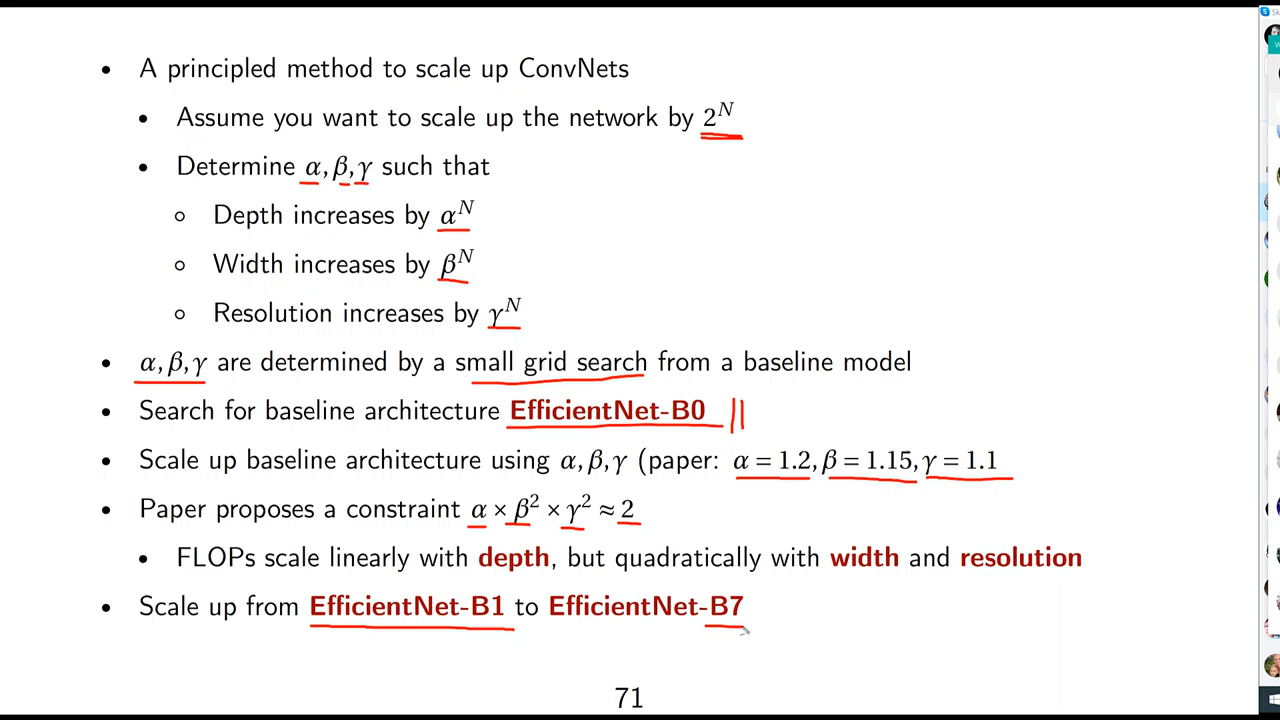 • A principled method to scale up ConvNets
• Assume you want to scale up the network by 2^N
• Determine α, β, γ such that
○ Depth increases by α^N
○ Width increases by β^N
○ Resolution increases by γ^N
• α, β, γ are determined by a small grid search from a baseline model
• Search for baseline architecture EfficientNet-B0
• Scale up baseline architecture using α, β, γ (paper: α = 1.2, β = 1.15, γ = 1.1
• Paper proposes a constraint α × β² × γ² ≈ 2
• FLOPs scale linearly with depth, but quadratically with width and resolution
• Scale up from EfficientNet-B1 to EfficientNet-B7
71